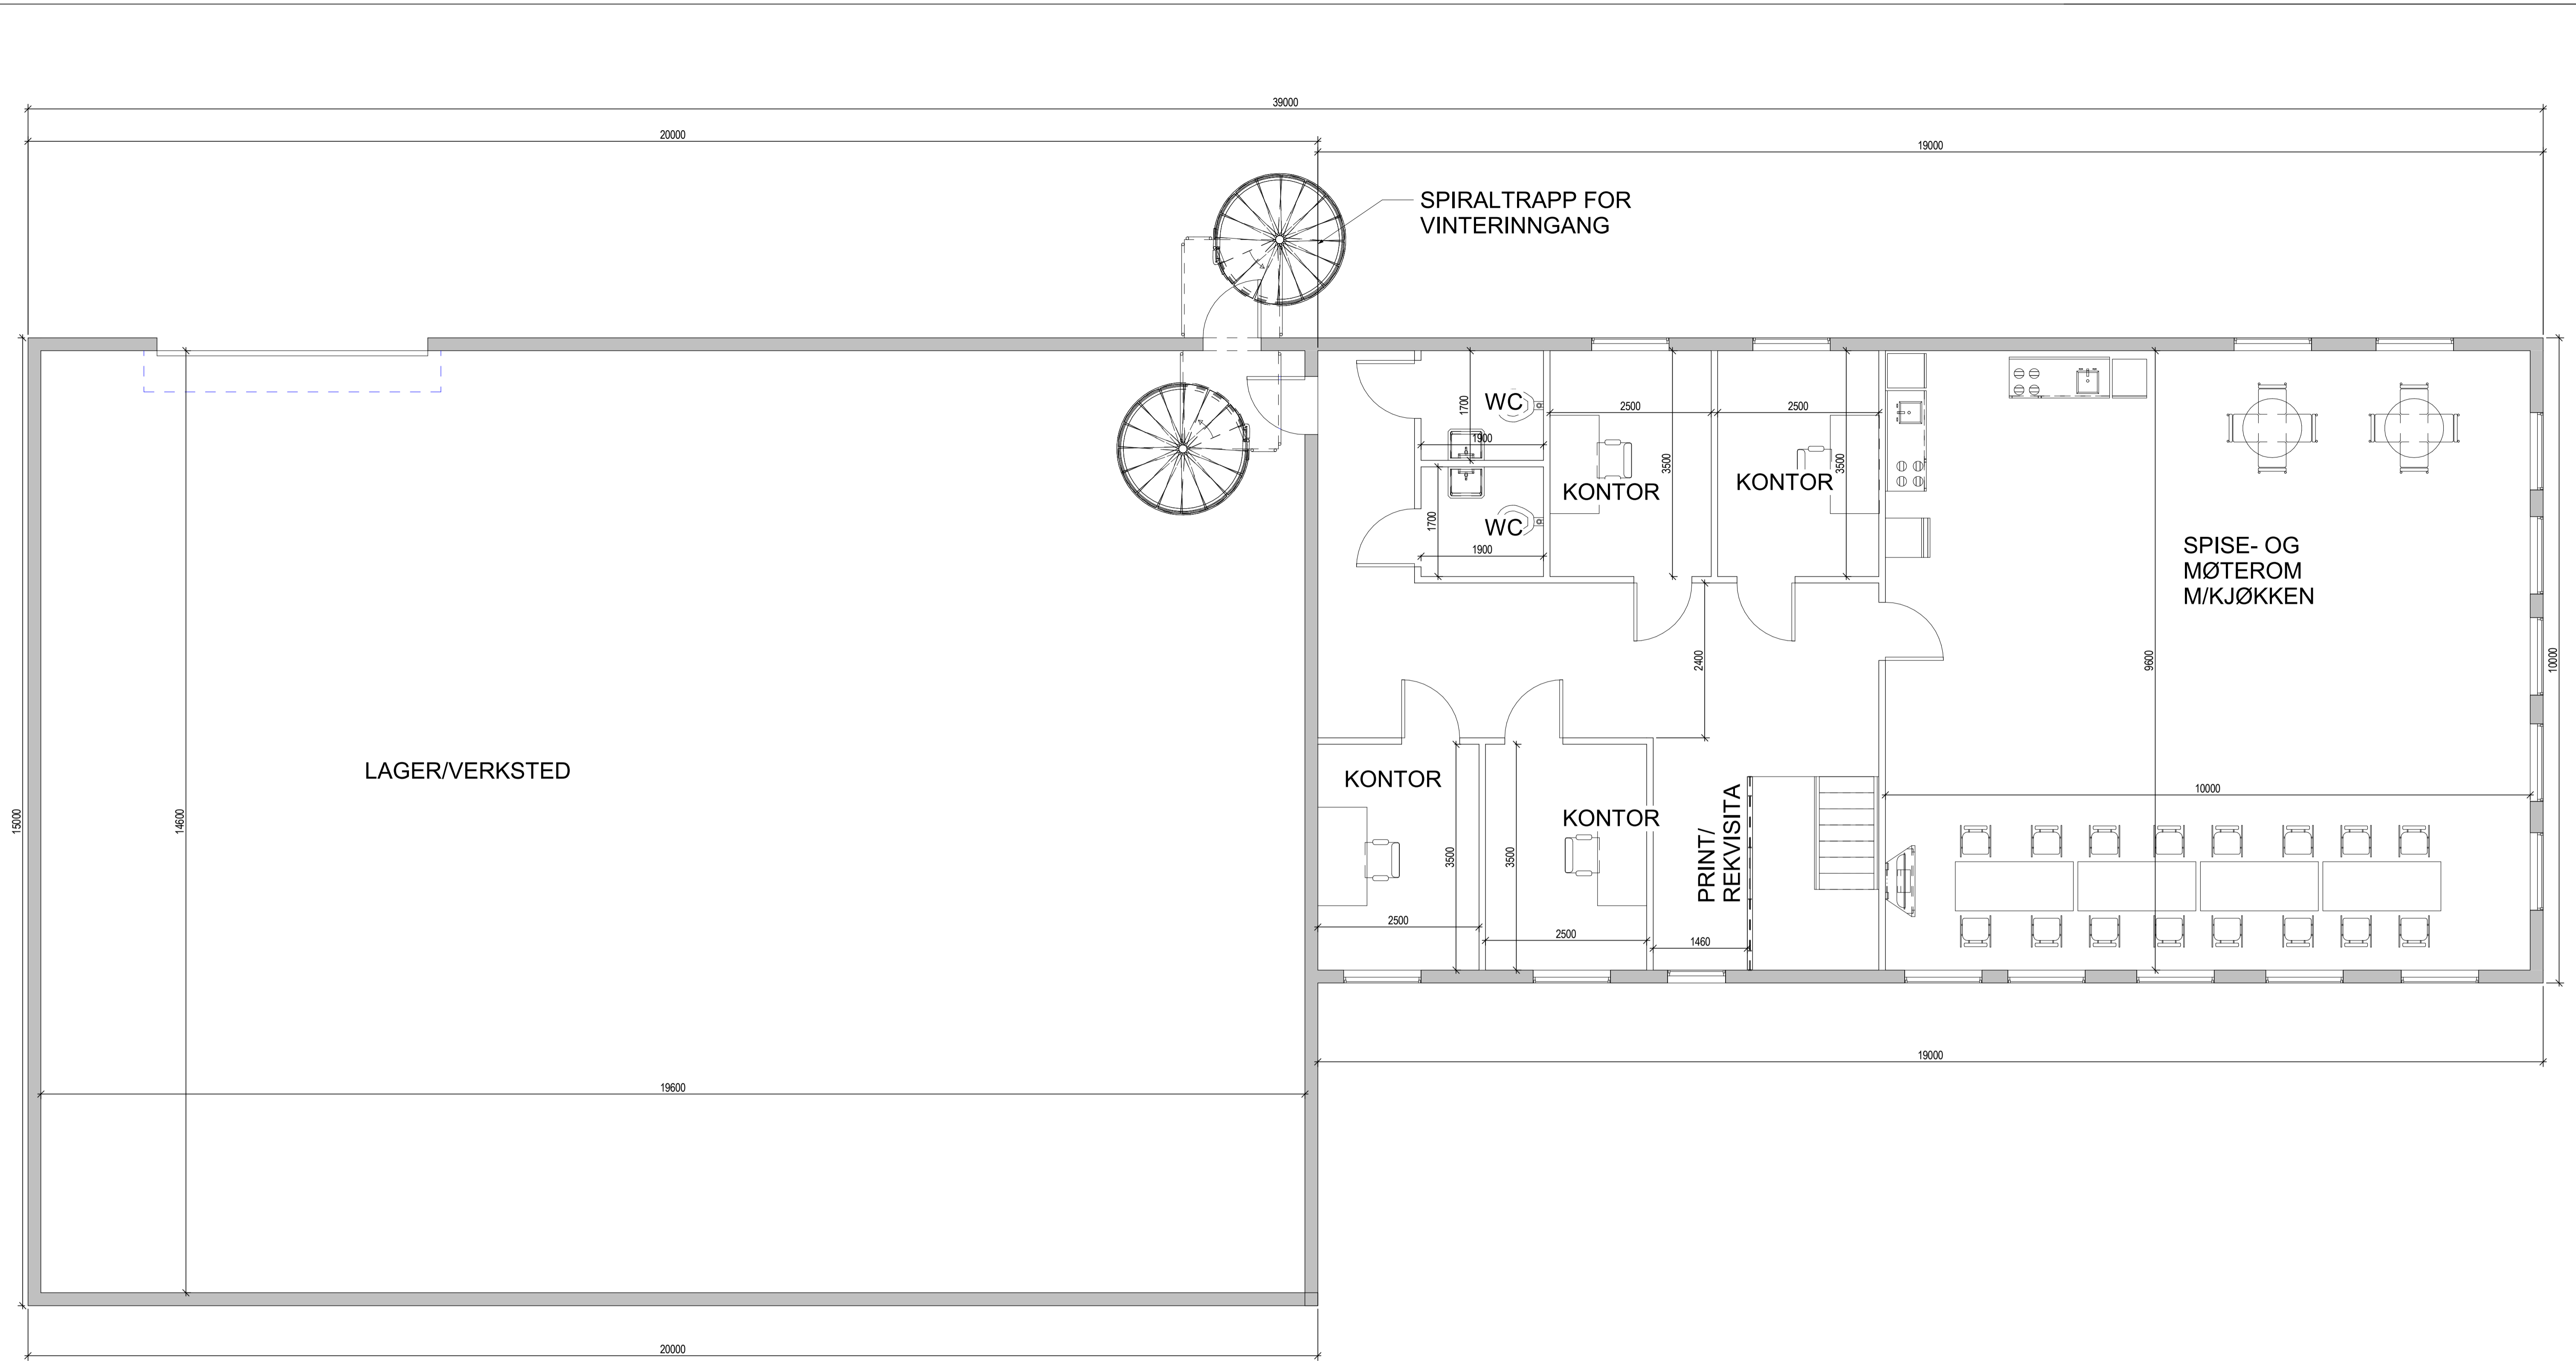 39000
20000
19000
SPIRALTRAPP FOR
VINTERINNGANG
1700
WC
1900
2500
2500
3500
KONTOR
KONTOR
3500
1700
WC
1900
SPISE- OG
MØTEROM
M/KJØKKEN
2400
9600
10000
LAGER/VERKSTED
KONTOR
KONTOR
10000
15000
14600
3500
3500
PRINT/
REKVISITA
2500
2500
1460
19000
19600
20000